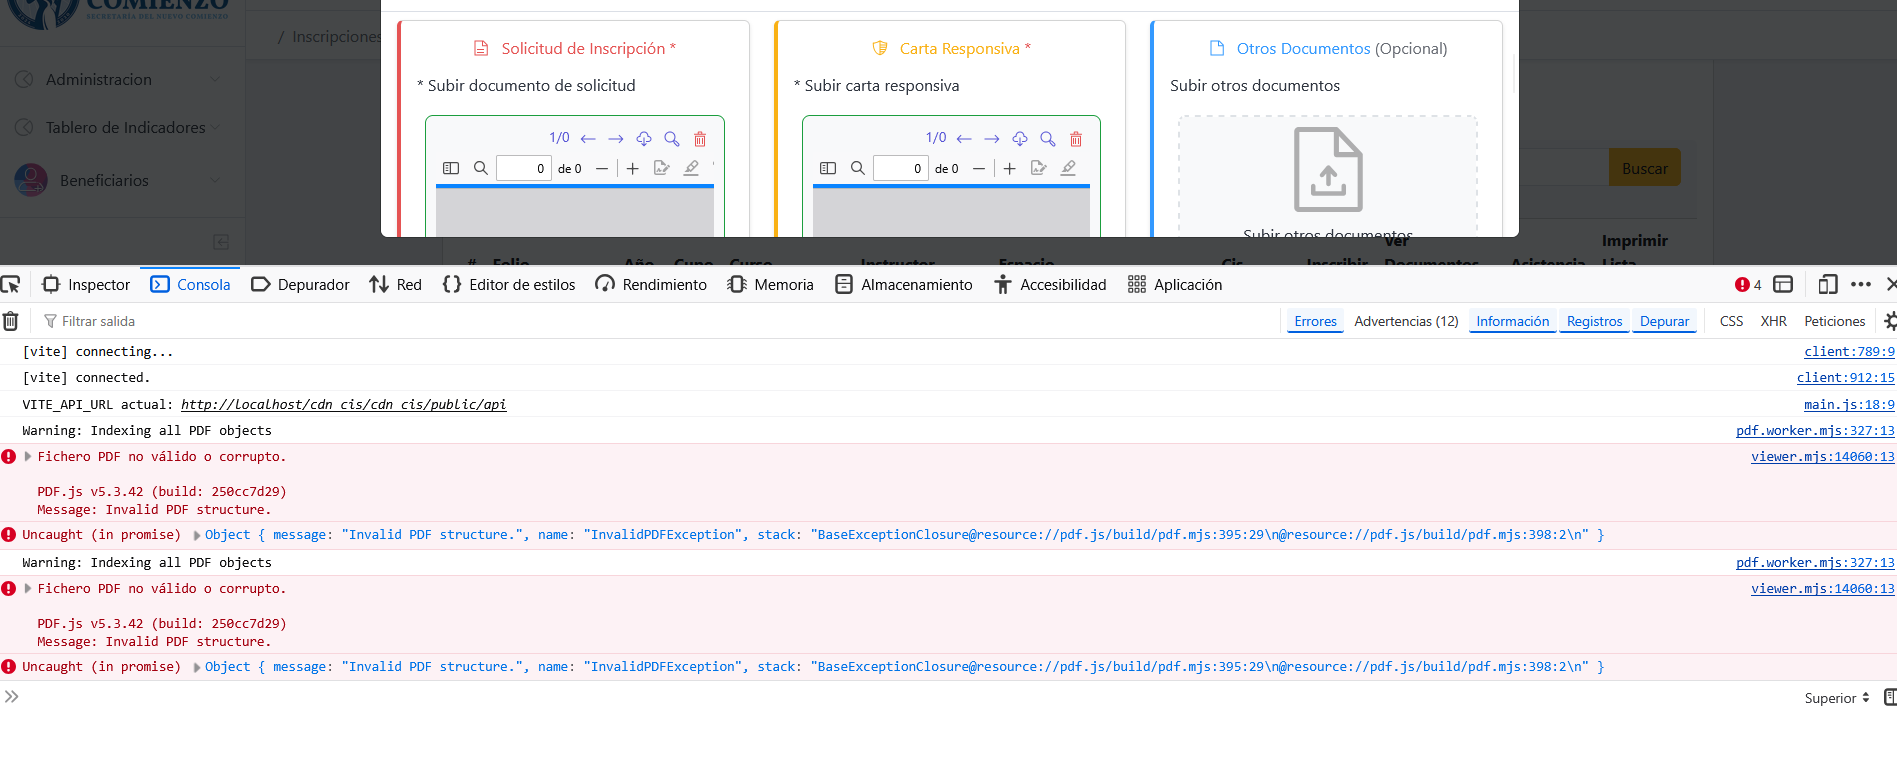 COMIENZO
SECRETARÍA DEL NUEVO COMIENZO
/ Inscripciones
Administracion
Tablero de Indicadores
Beneficiarios
Solicitud de Inscripción *
* Subir documento de solicitud
1/0
0 de 0
Carta Responsiva *
* Subir carta responsiva
1/0
0 de 0
Otros Documentos (Opcional)
Subir otros documentos
Subir otros documentos
Buscar
# Folio Año Cupo Curso Instructor Espacio Cis Inscribir Ver Documentos Asistencia Imprimir Lista
Inspector Consola Depurador Red Editor de estilos Rendimiento Memoria Almacenamiento Accesibilidad Aplicación 4
Filtrar salida Errores Advertencias (12) Información Registros Depurar CSS XHR Peticiones
[vite] connecting... client:789:9
[vite] connected. client:912:15
VITE_API_URL actual: http://localhost/cdn_cis/cdn_cis/public/api main.js:18:9
Warning: Indexing all PDF objects pdf.worker.mjs:327:13
Fichero PDF no válido o corrupto. viewer.mjs:14060:13
PDF.js v5.3.42 (build: 250cc7d29)
Message: Invalid PDF structure.
Uncaught (in promise) Object { message: "Invalid PDF structure.", name: "InvalidPDFException", stack: "BaseExceptionClosure@resource://pdf.js/build/pdf.mjs:395:29\n@resource://pdf.js/build/pdf.mjs:398:2\n" }
Warning: Indexing all PDF objects pdf.worker.mjs:327:13
Fichero PDF no válido o corrupto. viewer.mjs:14060:13
PDF.js v5.3.42 (build: 250cc7d29)
Message: Invalid PDF structure.
Uncaught (in promise) Object { message: "Invalid PDF structure.", name: "InvalidPDFException", stack: "BaseExceptionClosure@resource://pdf.js/build/pdf.mjs:395:29\n@resource://pdf.js/build/pdf.mjs:398:2\n" }
Superior